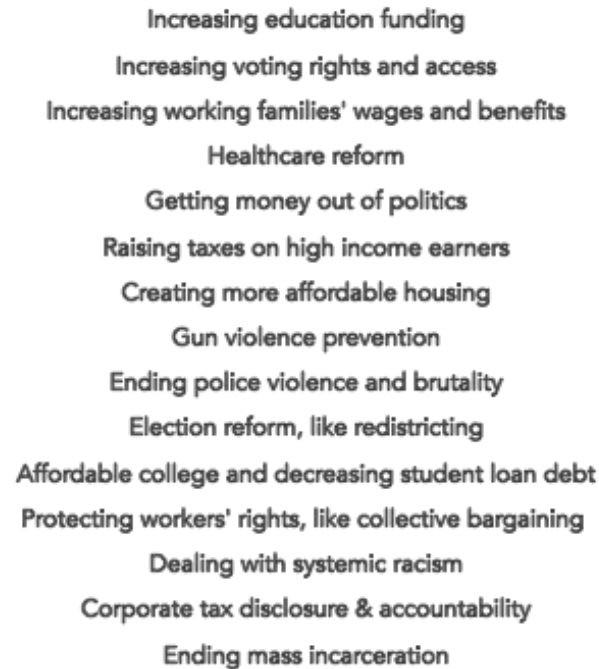 Increasing education funding
Increasing voting rights and access
Increasing working families' wages and benefits
Healthcare reform
Getting money out of politics
Raising taxes on high income earners
Creating more affordable housing
Gun violence prevention
Ending police violence and brutality
Election reform, like redistricting
Affordable college and decreasing student loan debt
Protecting workers' rights, like collective bargaining
Dealing with systemic racism
Corporate tax disclosure & accountability
Ending mass incarceration